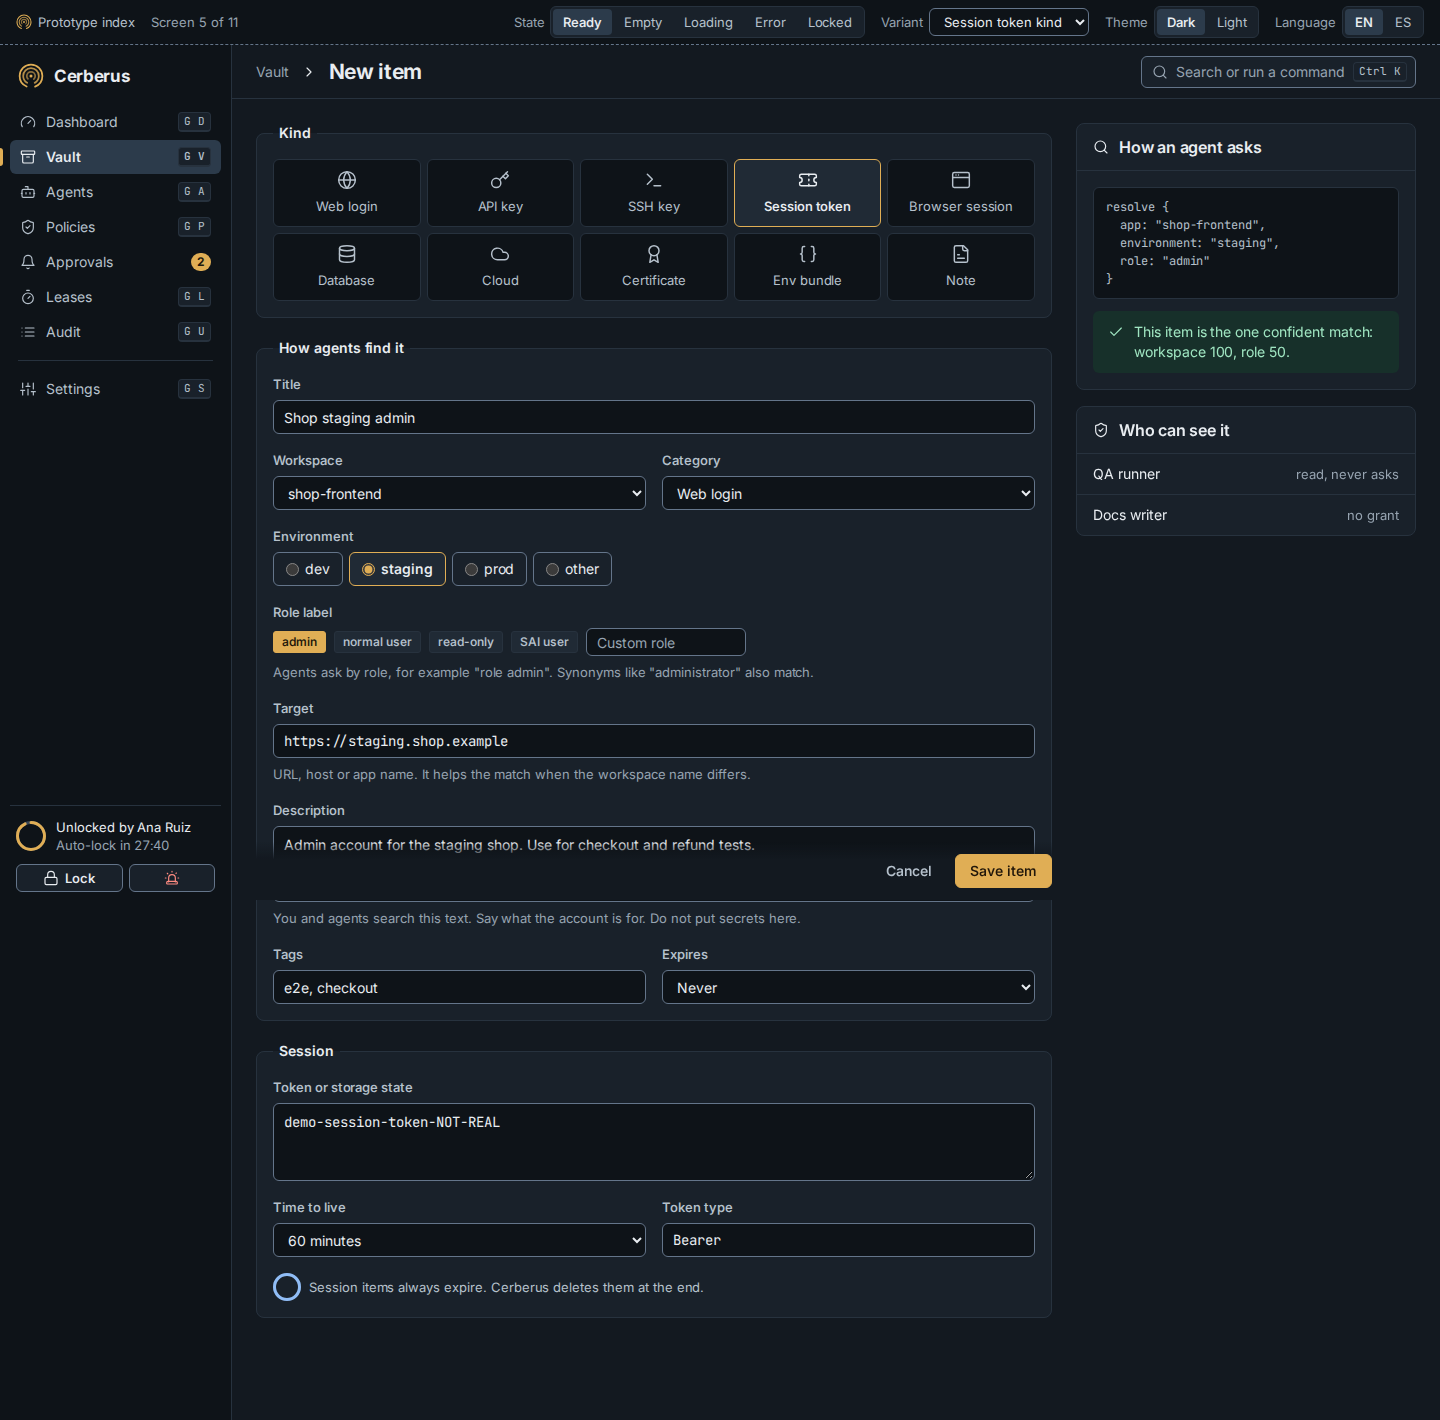 Prototype index
Screen 5 of 11
State
Ready
Empty
Loading
Error
Locked
Variant
Session token kind
Theme
Dark
Light
Language
EN
ES
Cerberus
Dashboard
G D
Vault
G V
Agents
G A
Policies
G P
Approvals
2
Leases
G L
Audit
G U
Settings
G S
Unlocked by Ana Ruiz
Auto-lock in 27:40
Lock
Vault
New item
Search or run a command
Ctrl K
Kind
Web login
API key
SSH key
Session token
Browser session
Database
Cloud
Certificate
Env bundle
Note
How agents find it
Title
Shop staging admin
Workspace
Category
shop-frontend
Web login
Environment
dev
staging
prod
other
Role label
admin
normal user
read-only
SAI user
Custom role
Agents ask by role, for example "role admin". Synonyms like "administrator" also match.
Target
https://staging.shop.example
URL, host or app name. It helps the match when the workspace name differs.
Description
Admin account for the staging shop. Use for checkout and refund tests.
Cancel
Save item
You and agents search this text. Say what the account is for. Do not put secrets here.
Tags
Expires
e2e, checkout
Never
Session
Token or storage state
demo-session-token-NOT-REAL
Time to live
Token type
60 minutes
Bearer
Session items always expire. Cerberus deletes them at the end.
How an agent asks
resolve {
app: "shop-frontend",
environment: "staging",
role: "admin"
}
This item is the one confident match:
workspace 100, role 50.
Who can see it
QA runner
read, never asks
Docs writer
no grant